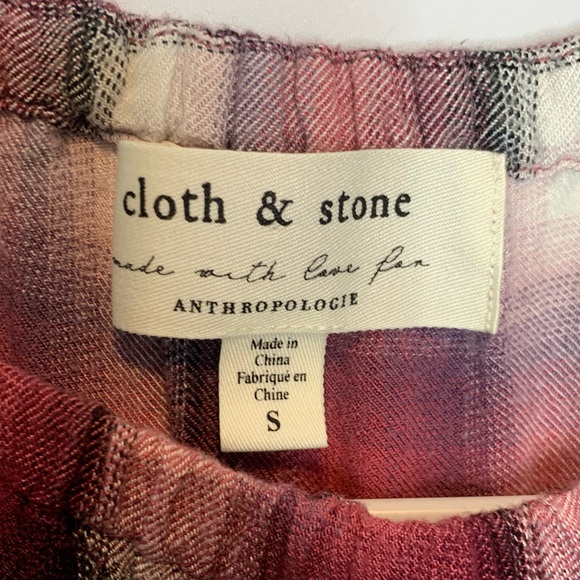 cloth & stone
made with love for
ANTHROPOLOGIE
Made in
China
Fabriqué en
Chine
S